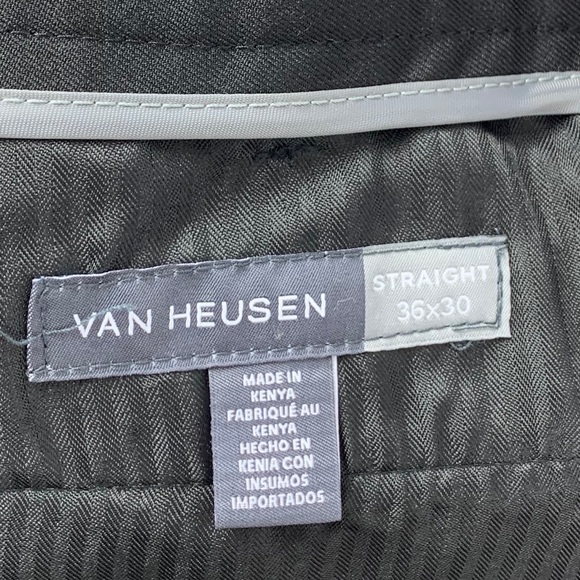 VAN HEUSEN
STRAIGHT
36x30
MADE IN
KENYA
FABRIQUÉ AU
KENYA
HECHO EN
KENIA CON
INSUMOS
IMPORTADOS